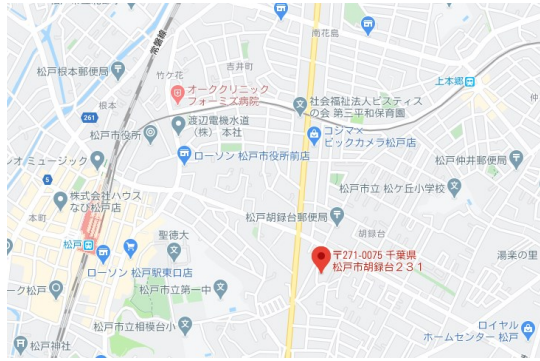 常磐線
南花島
吉井町
松戸根本郵便局
竹ケ花
オーククリニック
フォーミズ病院
上本郷
根本
261
松戸市役所
渡辺電機水道
(株) 本社
社会福祉法人ピスティス
の会 第三平和保育園
仲
コジマ×
ビックカメラ松戸店
ローソン 松戸市役所前店
松戸仲井郵便局
シオ ミュージック
5
株式会社ハウス
なび松戸店
松戸市立 松ケ丘小学校
本町
松戸胡録台郵便局
胡録台
松戸
聖徳大
〒271-0075 千葉県
松戸市胡録台231
湯楽の里
ローソン 松戸駅東口店
松戸市立第一中
ーク松戸
松戸市立相模台小
ロイヤル
ホームセンター 松戸
松戸神社